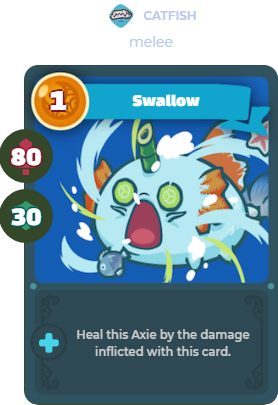 CATFISH
melee
1
Swallow
80
30
Heal this Axie by the damage
inflicted with this card.